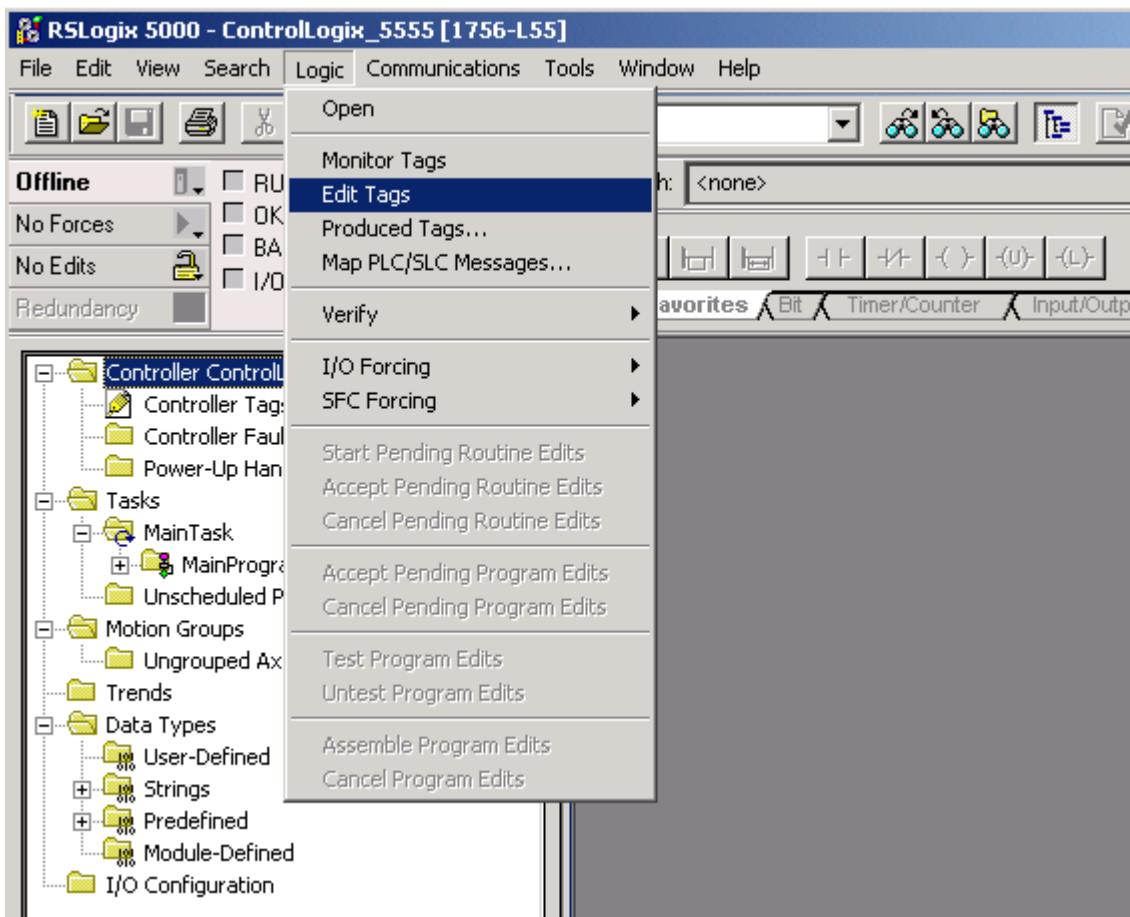 RSLogix 5000 - ControlLogix_5555 [1756-L55]
File Edit View Search Logic Communications Tools Window Help
Open
Monitor Tags
Edit Tags
Produced Tags...
Map PLC/SLC Messages...
Verify
I/O Forcing
SFC Forcing
Start Pending Routine Edits
Accept Pending Routine Edits
Cancel Pending Routine Edits
Accept Pending Program Edits
Cancel Pending Program Edits
Test Program Edits
Untest Program Edits
Assemble Program Edits
Cancel Program Edits
Offline RU h: <none>
No Forces OK
No Edits BA
I/O
Redundancy
avorites Bit Timer/Counter Input/Outp
Controller ControlL
Controller Tag
Controller Faul
Power-Up Han
Tasks
MainTask
MainProgra
Unscheduled P
Motion Groups
Ungrouped Ax
Trends
Data Types
User-Defined
Strings
Predefined
Module-Defined
I/O Configuration